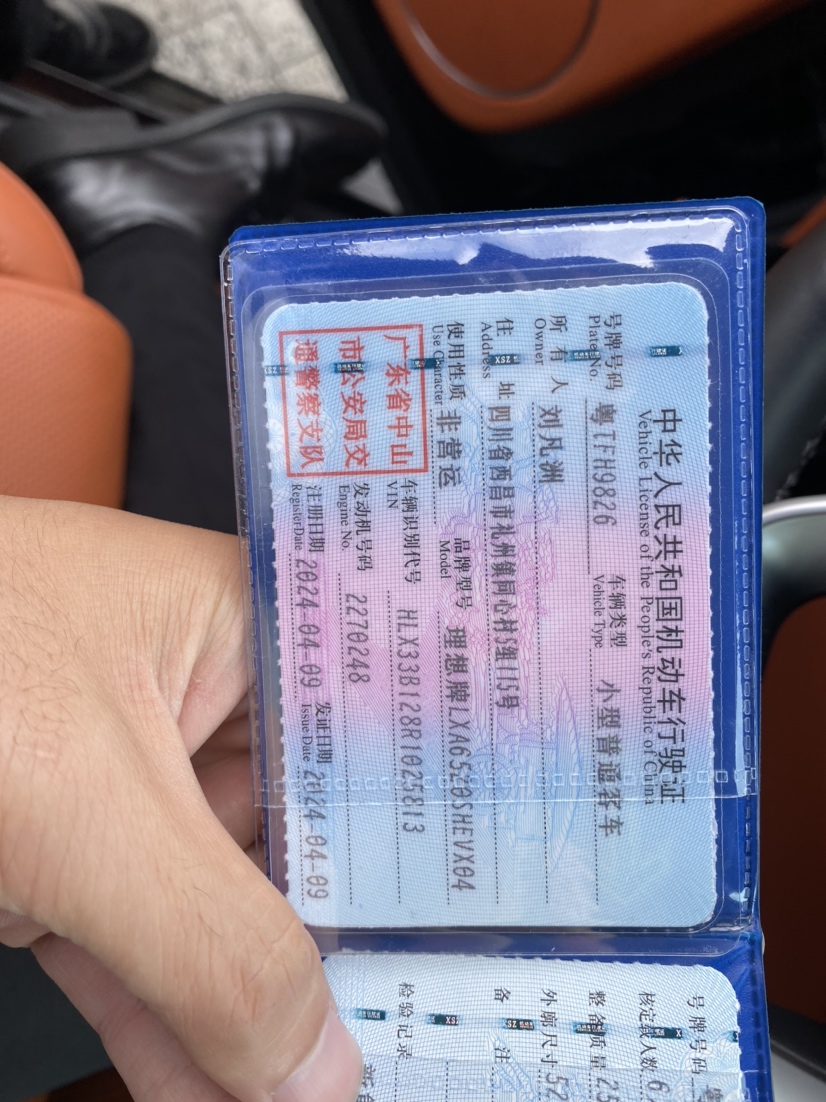 中华人民共和国机动车行驶证
Vehicle License of the People's Republic of China
号牌号码 粤TFH9826 车辆类型 小型普通客车
Plate No. Vehicle Type
所有人 刘凡洲
Owner
住址 四川省西昌市礼州镇同心村5组115号
Address
使用性质 非营运 品牌型号 理想牌LXA6520SHEVX04
Use Character Model
广东省中山
市公安局交
通警察支队
车辆识别代号 HLX33B128R1025813
VIN
发动机号码 2270248
Engine No.
注册日期 2024-04-09 发证日期 2024-04-09
Register Date Issue Date
号牌号码
核定载人数 6
整备质量 25
外廓尺寸 52
备注
检验记录